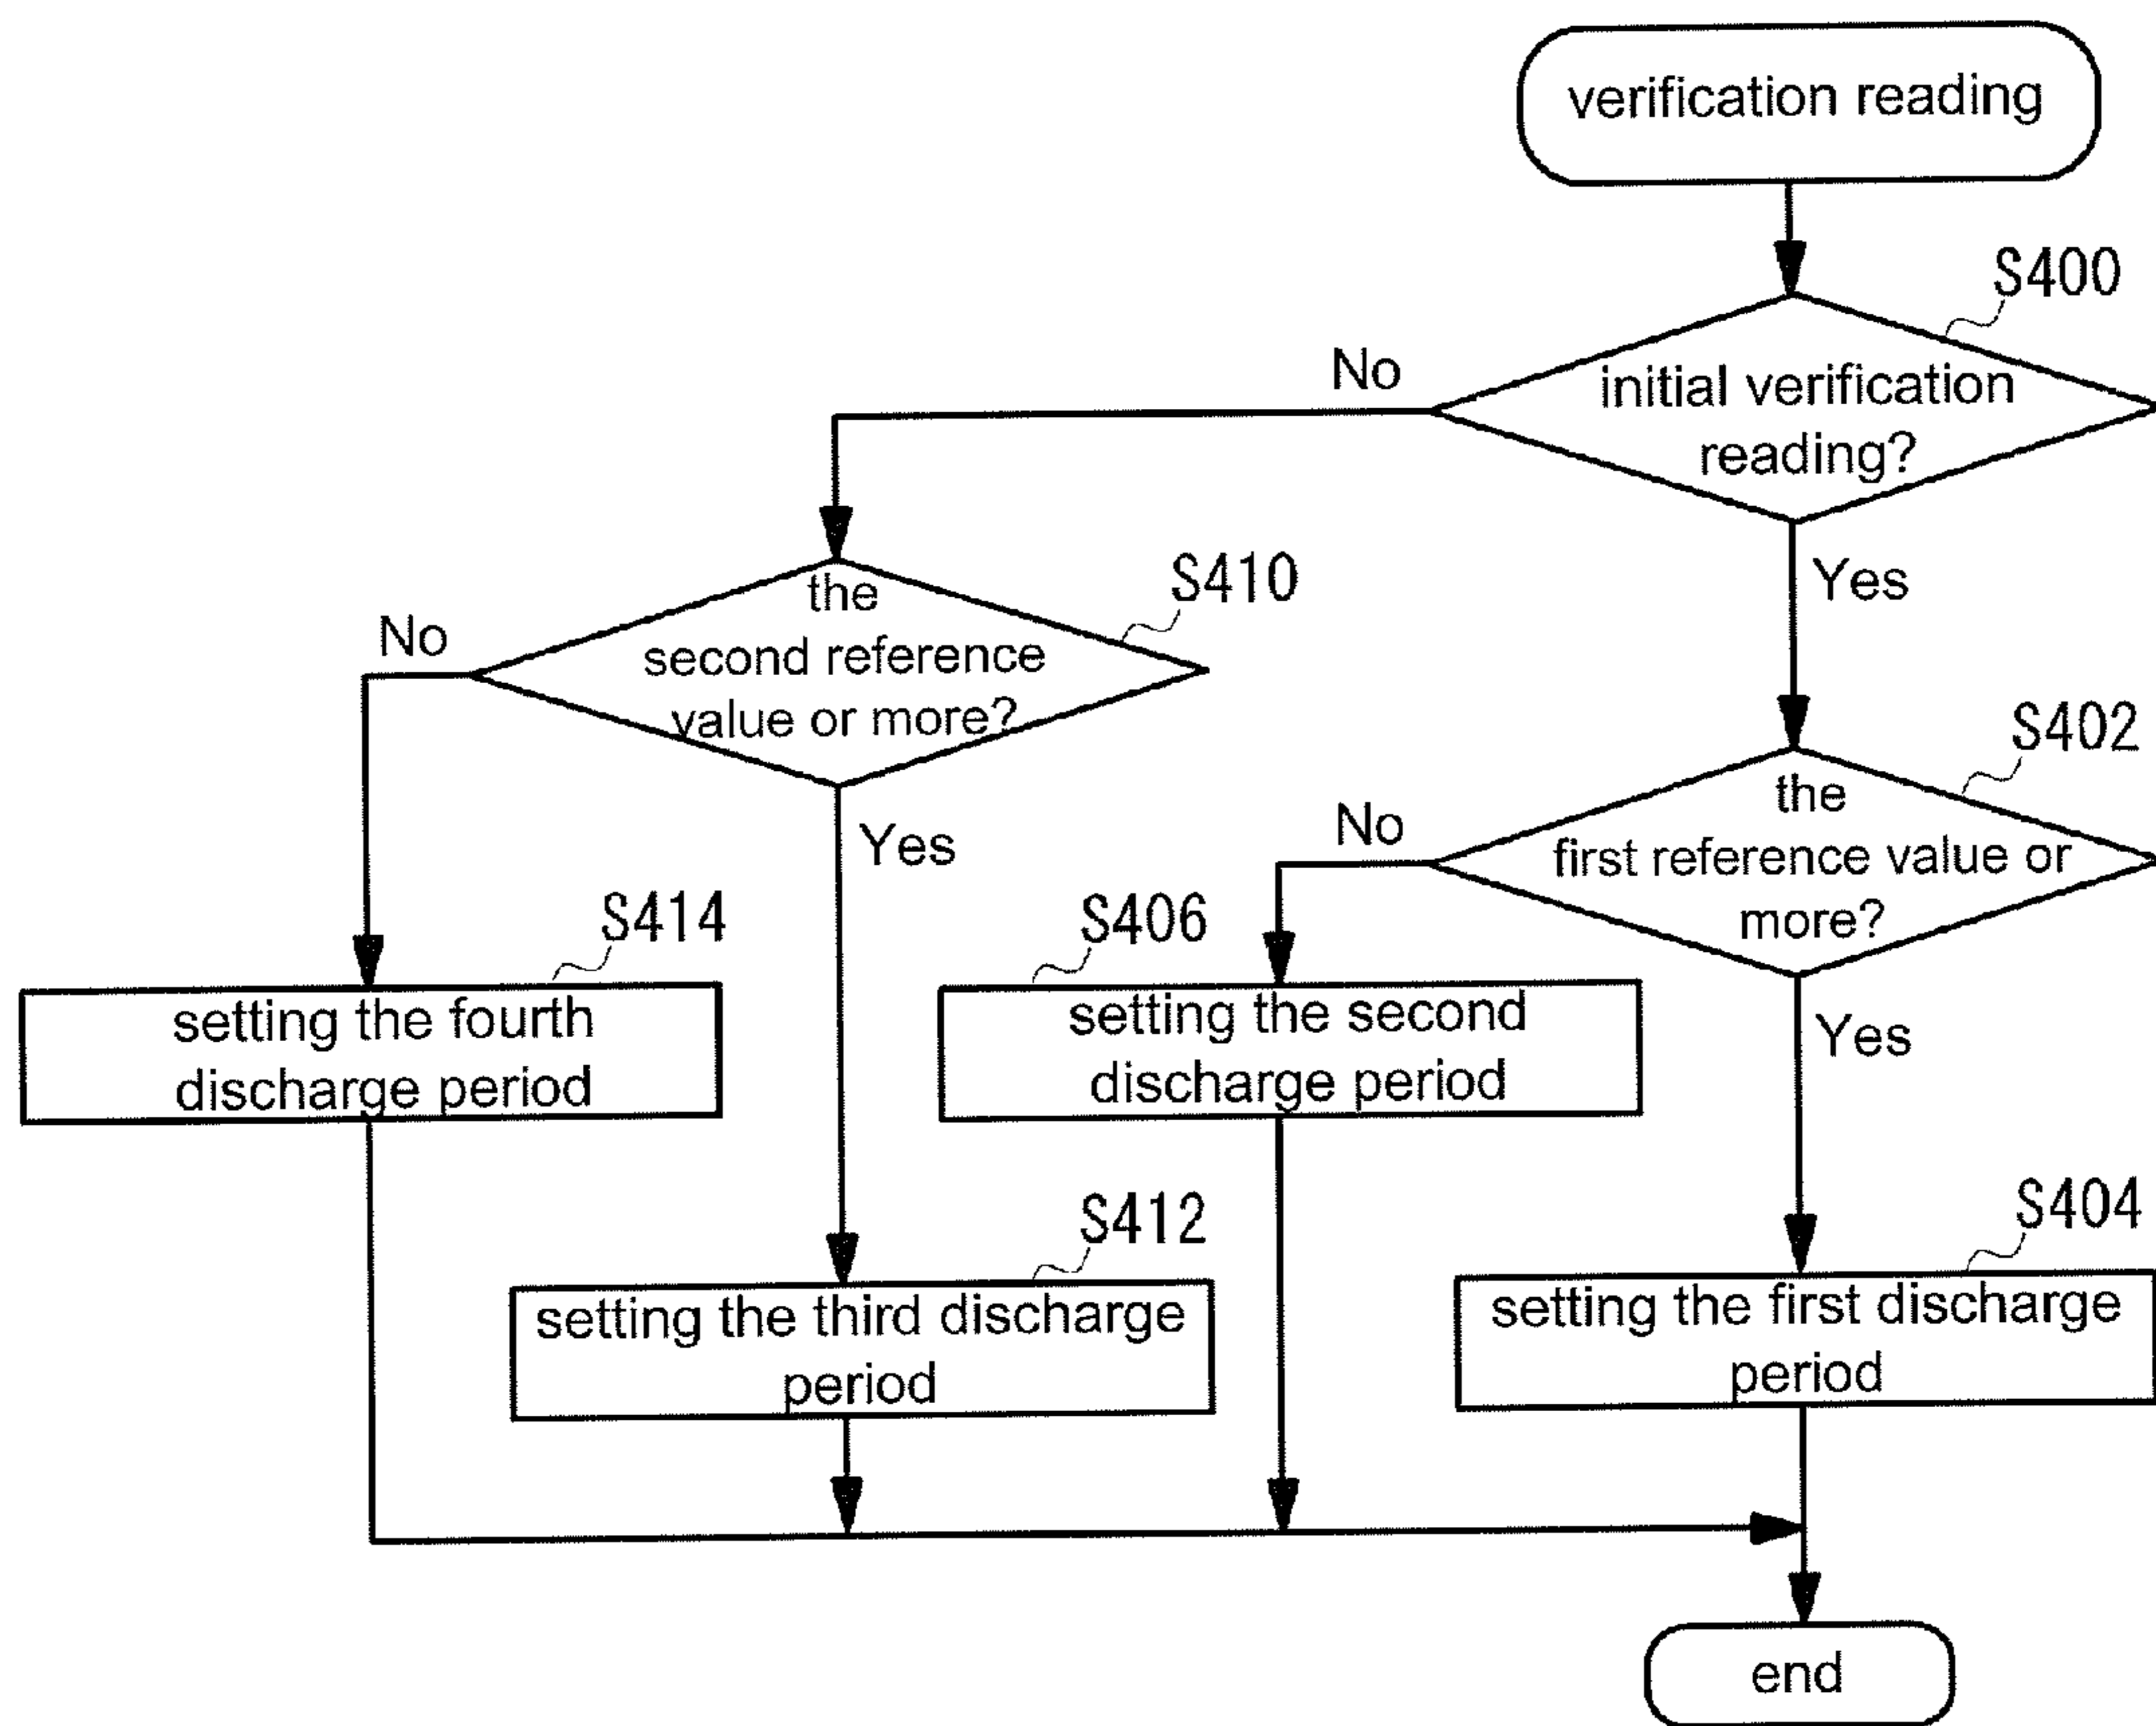 verification reading
S400
initial verification
reading?
No
Yes
S410
the
second reference
value or more?
No
Yes
S402
the
first reference value or
more?
No
Yes
S414
setting the fourth
discharge period
S406
setting the second
discharge period
S412
setting the third discharge
period
S404
setting the first discharge
period
end